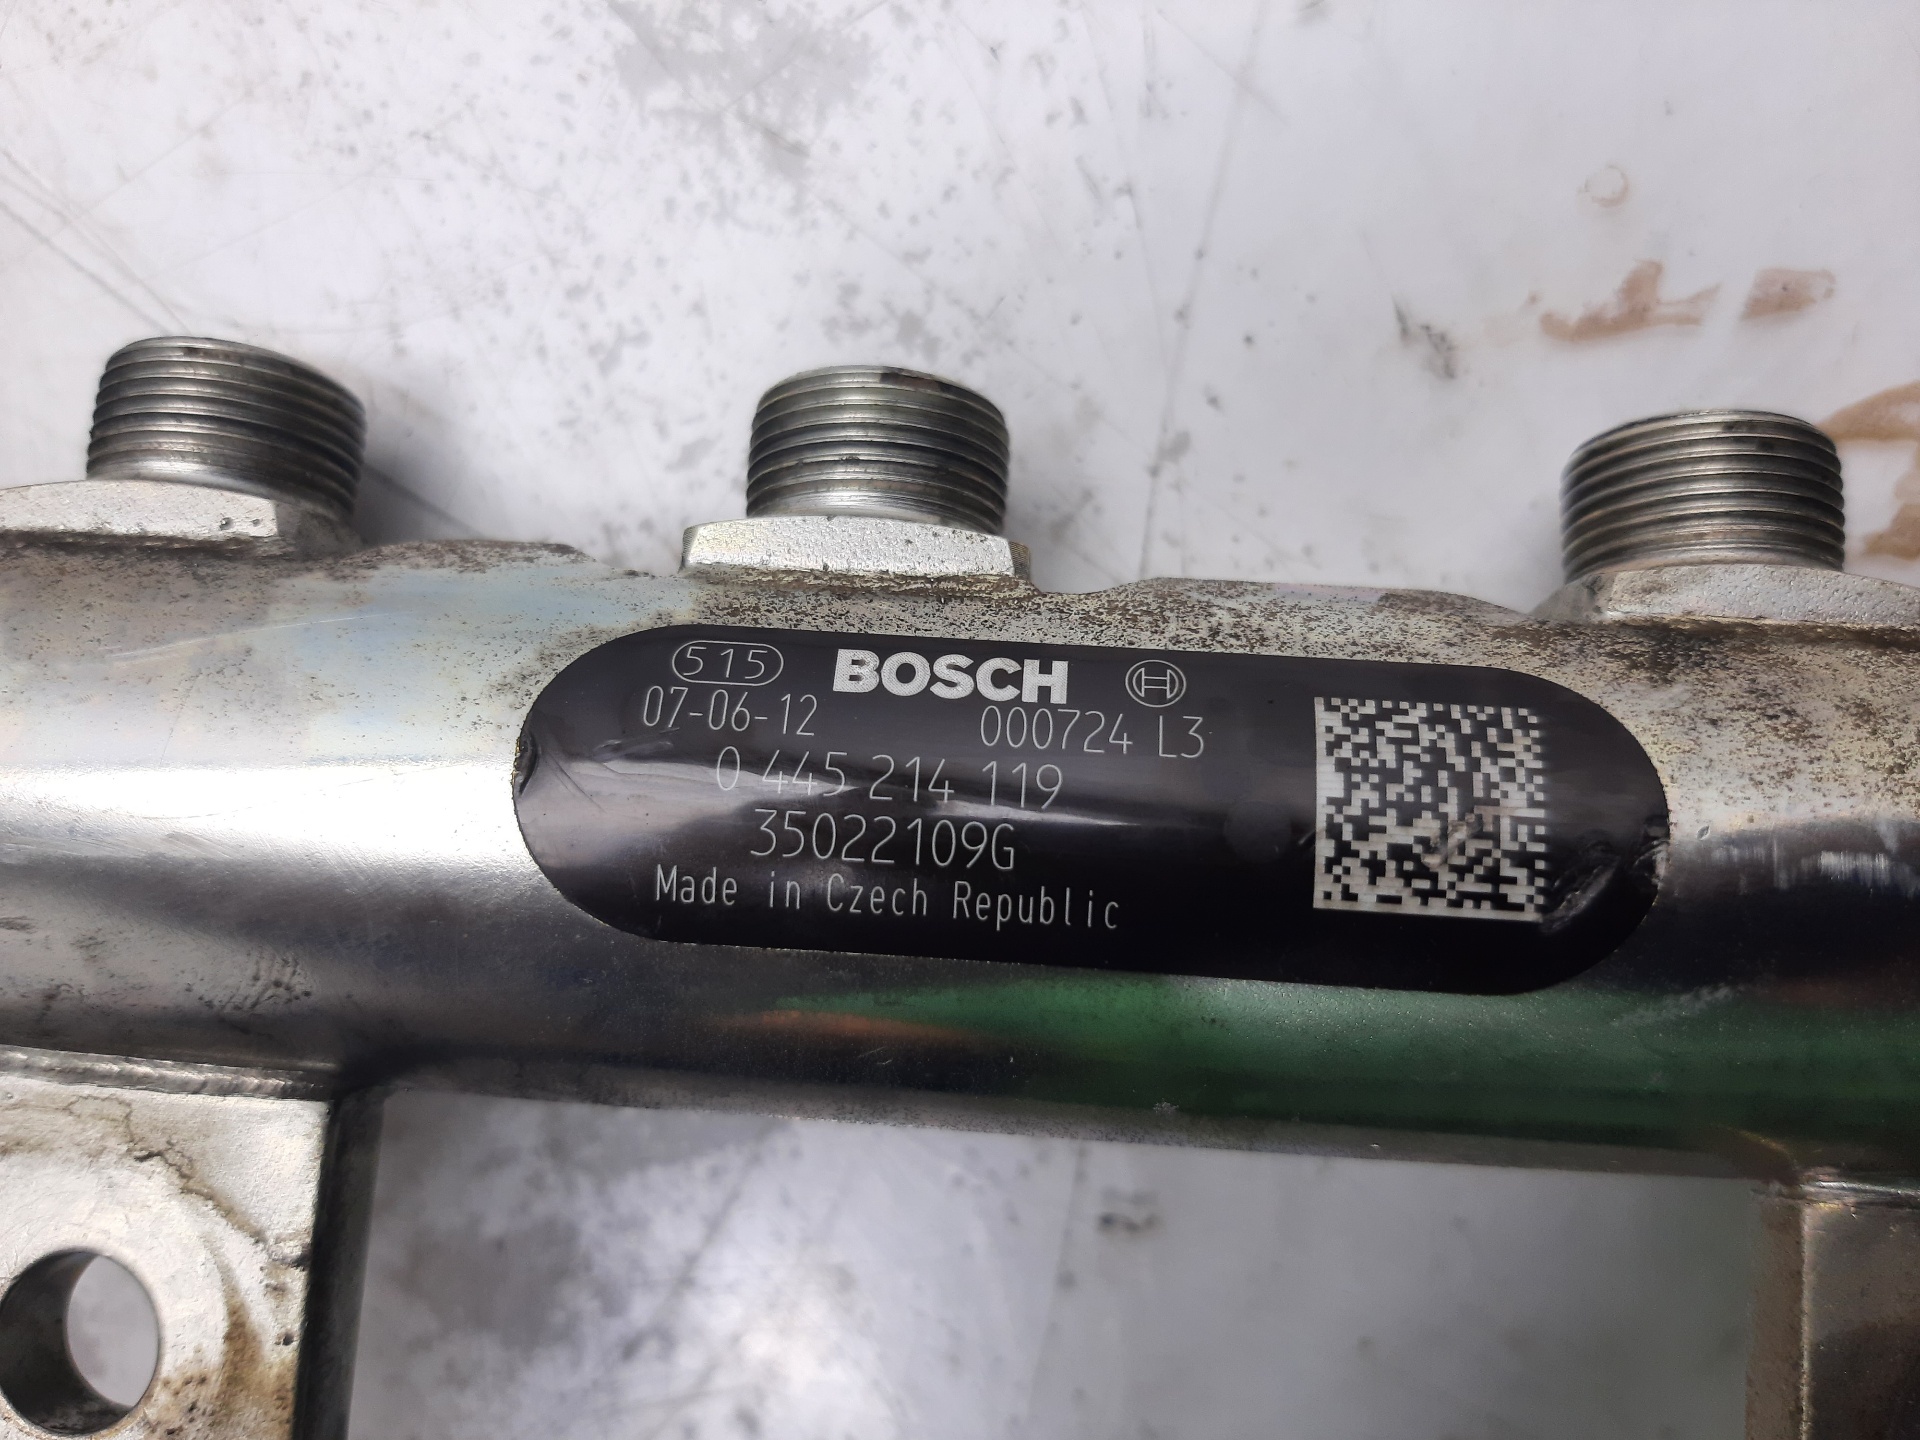 515 BOSCH
07-06-12 000724 L3
0 445 214 119
35022109G
Made in Czech Republic